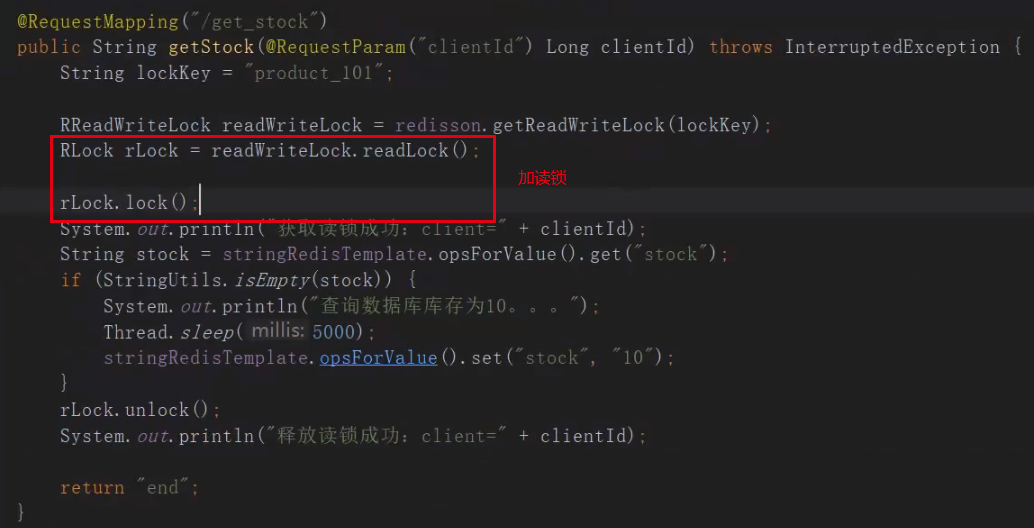 @RequestMapping("/get_stock")
public String getStock(@RequestParam("clientId") Long clientId) throws InterruptedException {
String lockKey = "product_101";
RReadWriteLock readWriteLock = redisson.getReadWriteLock(lockKey);
RLock rLock = readWriteLock.readLock();
加读锁
rLock.lock();
System.out.println("获取读锁成功：client=" + clientId);
String stock = stringRedisTemplate.opsForValue().get("stock");
if (StringUtils.isEmpty(stock)) {
System.out.println("查询数据库库存为10。。。");
Thread.sleep( millis: 5000);
stringRedisTemplate.opsForValue().set("stock", "10");
}
rLock.unlock();
System.out.println("释放读锁成功：client=" + clientId);
return "end";
}